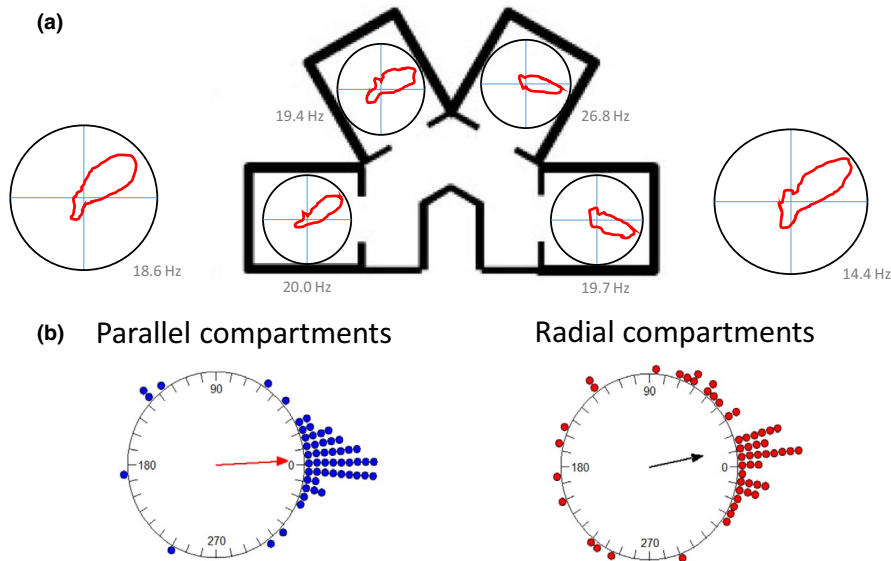 (a)
19.4 Hz
26.8 Hz
18.6 Hz
20.0 Hz
19.7 Hz
14.4 Hz
(b) Parallel compartments Radial compartments
90
180
0
270
90
180
0
270